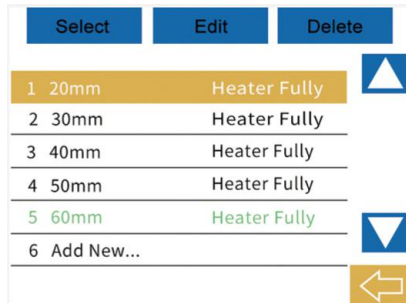 Select Edit Delete
1 20mm Heater Fully
2 30mm Heater Fully
3 40mm Heater Fully
4 50mm Heater Fully
5 60mm Heater Fully
6 Add New...